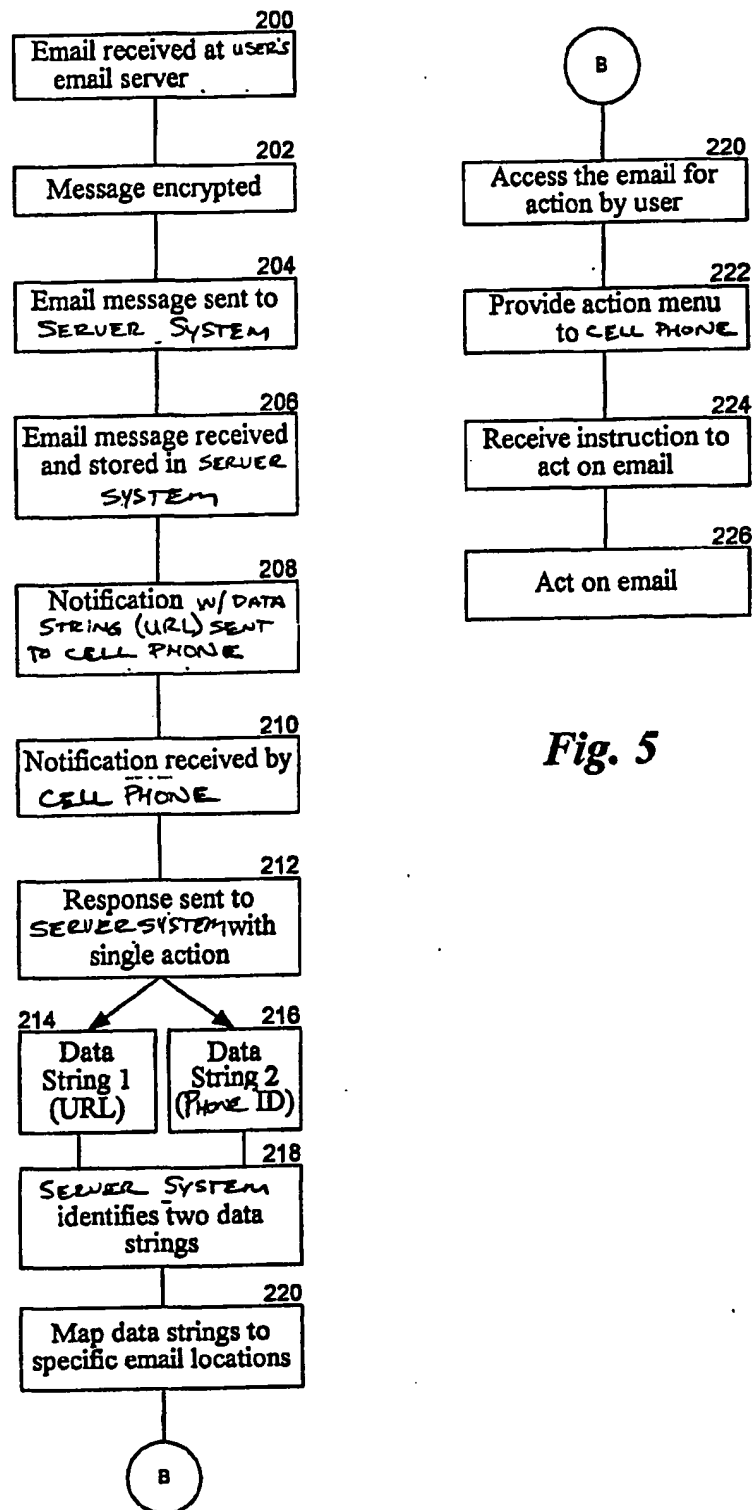 200
Email received at USER'S
email server
202
Message encrypted
204
Email message sent to
SERVER SYSTEM
206
Email message received
and stored in SERVER
SYSTEM
208
Notification W/ DATA
STRING (URL) SENT
TO CELL PHONE
210
Notification received by
CELL PHONE
212
Response sent to
SERVER SYSTEM with
single action
214
Data
String 1
(URL)
216
Data
String 2
(PHONE ID)
218
SERVER SYSTEM
identifies two data
strings
220
Map data strings to
specific email locations
B
B
220
Access the email for
action by user
222
Provide action menu
to CELL PHONE
224
Receive instruction to
act on email
226
Act on email
Fig. 5